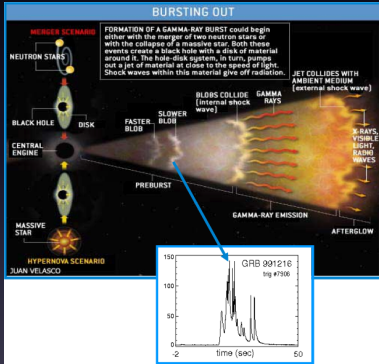 BURSTING OUT
MERGER SCENARIO
NEUTRON STARS
BLACK HOLE
DISK
CENTRAL
ENGINE
MASSIVE
STAR
HYPERNOVA SCENARIO
JUAN VELASCO
FORMATION OF A GAMMA-RAY BURST could begin
either with the merger of two neutron stars or
with the collapse of a massive star. Both these
events create a black hole with a disk of material
around it. The hole-disk system, in turn, pumps
out a jet of material at close to the speed of light.
Shock waves within this material give off radiation.
FASTER
BLOB
SLOWER
BLOB
PREBURST
BLOBS COLLIDE
(internal shock
wave)
GAMMA
RAYS
GAMMA-RAY EMISSION
JET COLLIDES WITH
AMBIENT MEDIUM
(external shock wave)
X-RAYS,
VISIBLE
LIGHT,
RADIO
WAVES
AFTERGLOW
GRB 991216
trig #7906
150
100
50
0
-2
time (sec)
50